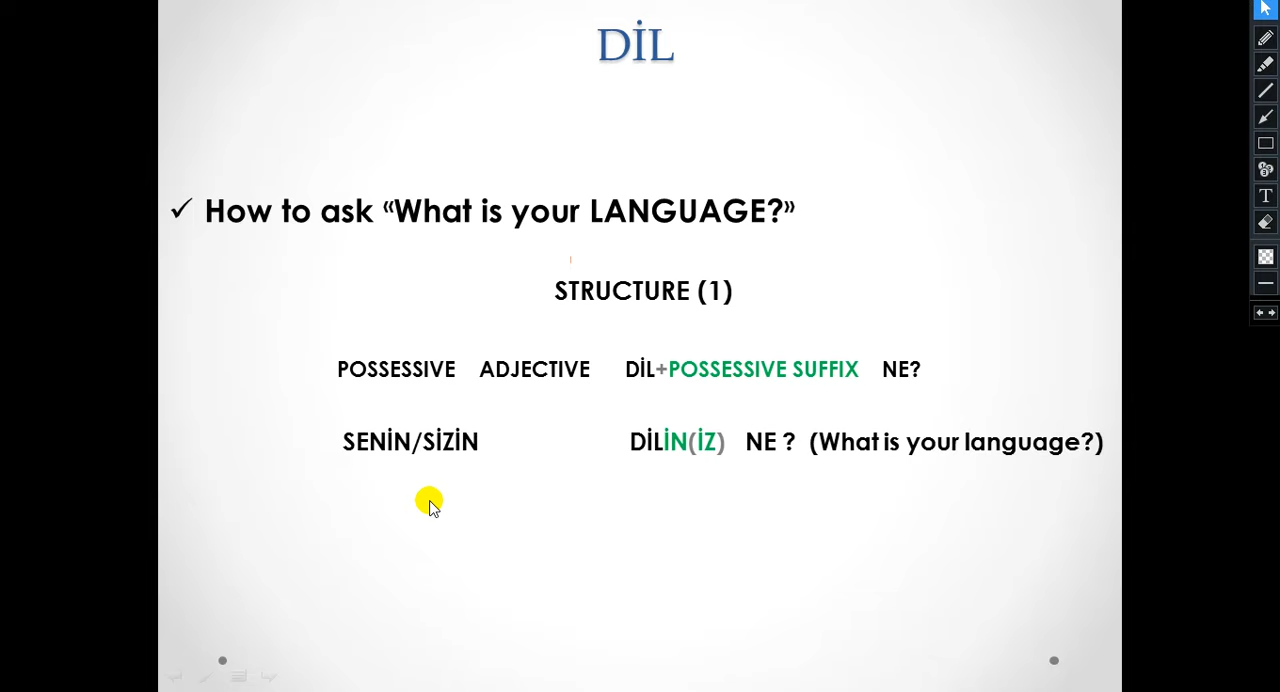 DİL
✓ How to ask «What is your LANGUAGE?»
STRUCTURE (1)
POSSESSIVE ADJECTIVE DİL+POSSESSIVE SUFFIX NE?
SENİN/SİZİN DİLİN(İZ) NE ? (What is your language?)